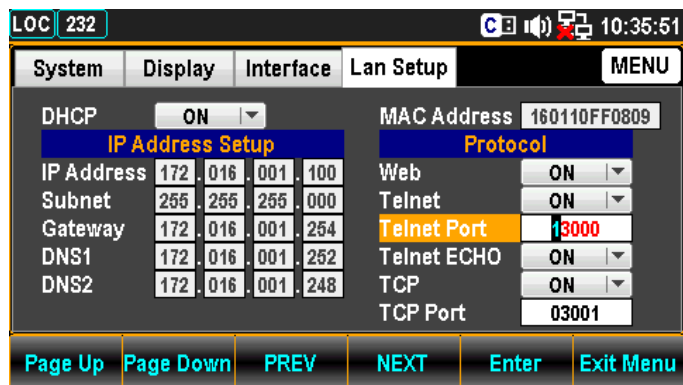 LOC 232 C 10:35:51
System Display Interface Lan Setup MENU
DHCP ON MAC Address 160110FF0809
IP Address Setup Protocol
IP Address 172 . 016 . 001 . 100 Web ON
Subnet 255 . 255 . 255 . 000 Telnet ON
Gateway 172 . 016 . 001 . 254 Telnet Port 13000
DNS1 172 . 016 . 001 . 252 Telnet ECHO ON
DNS2 172 . 016 . 001 . 248 TCP ON
TCP Port 03001
Page Up Page Down PREV NEXT Enter Exit Menu